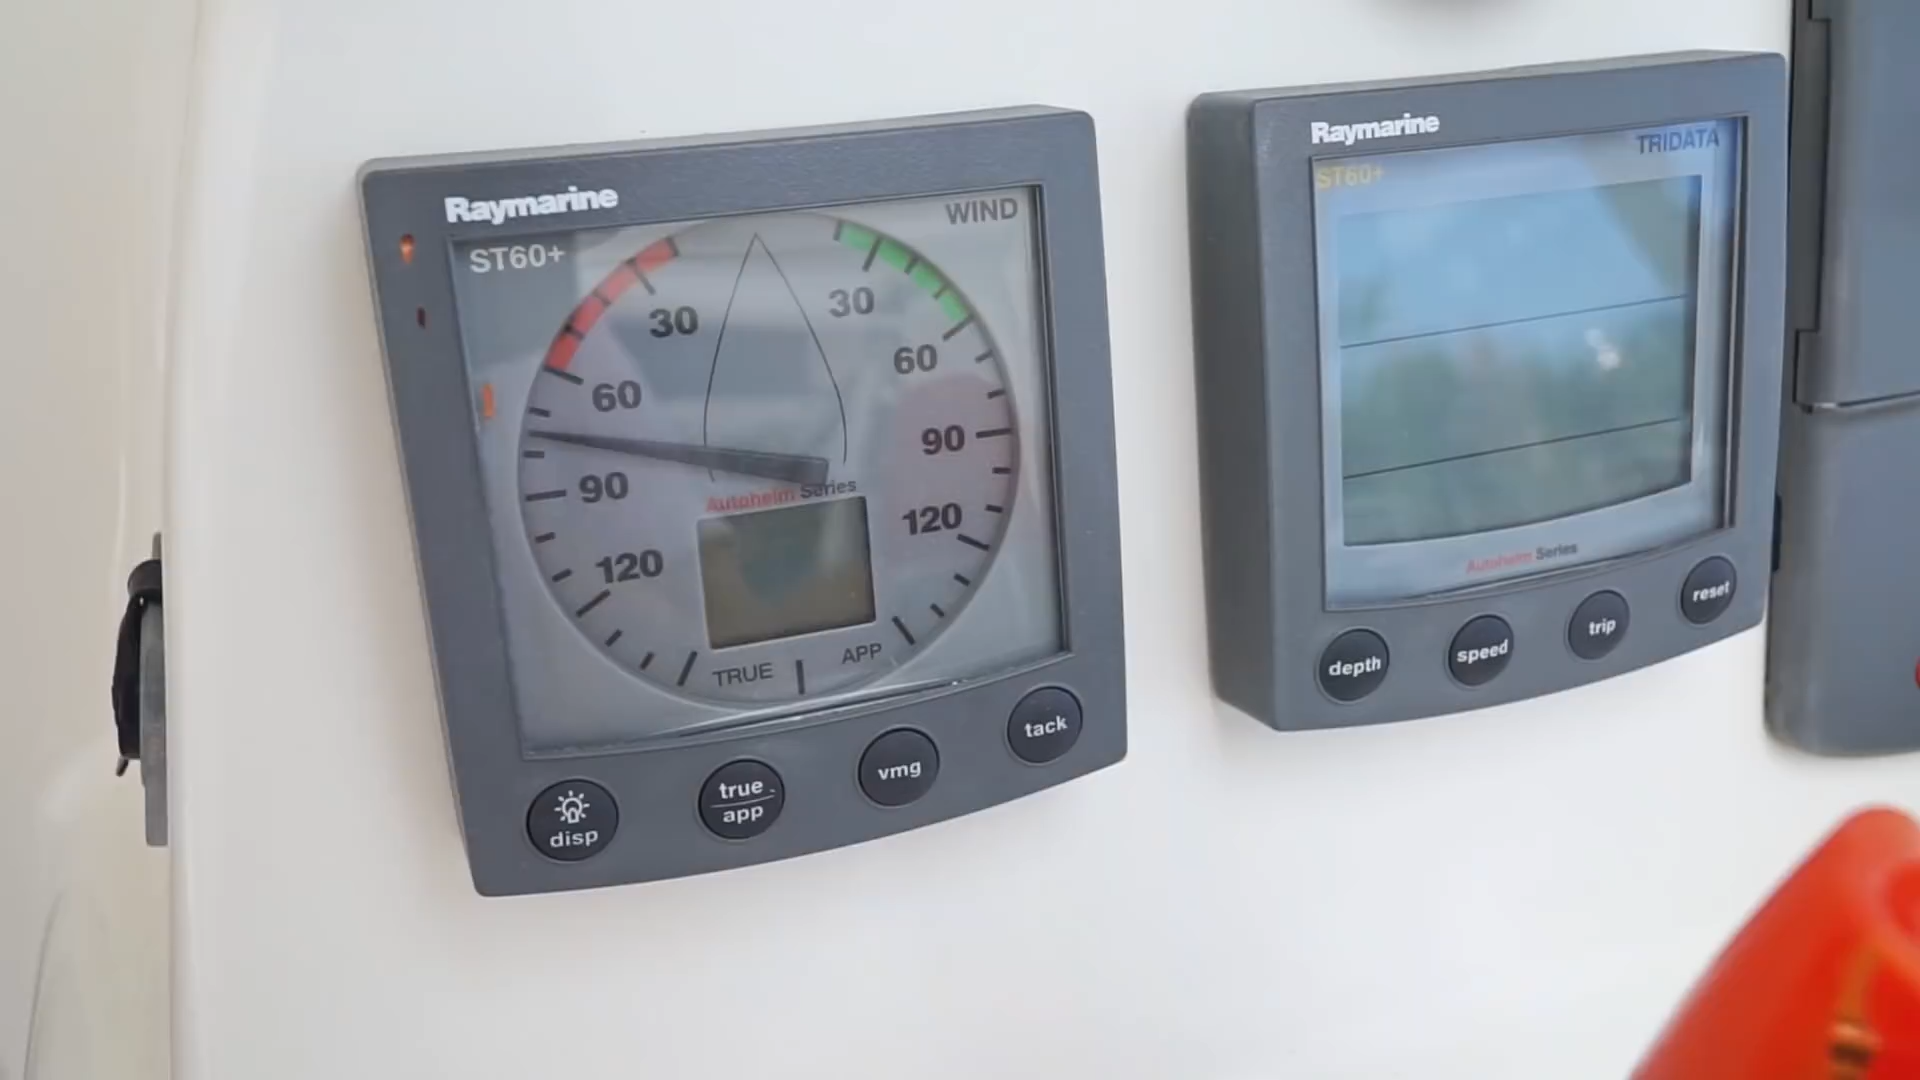 Raymarine
ST60+
WIND
30
30
60
60
90
90
120
120
Autohelm Series
TRUE
APP
disp
true
app
vmg
tack
Raymarine
ST60+
TRIDATA
Autohelm Series
depth
speed
trip
reset